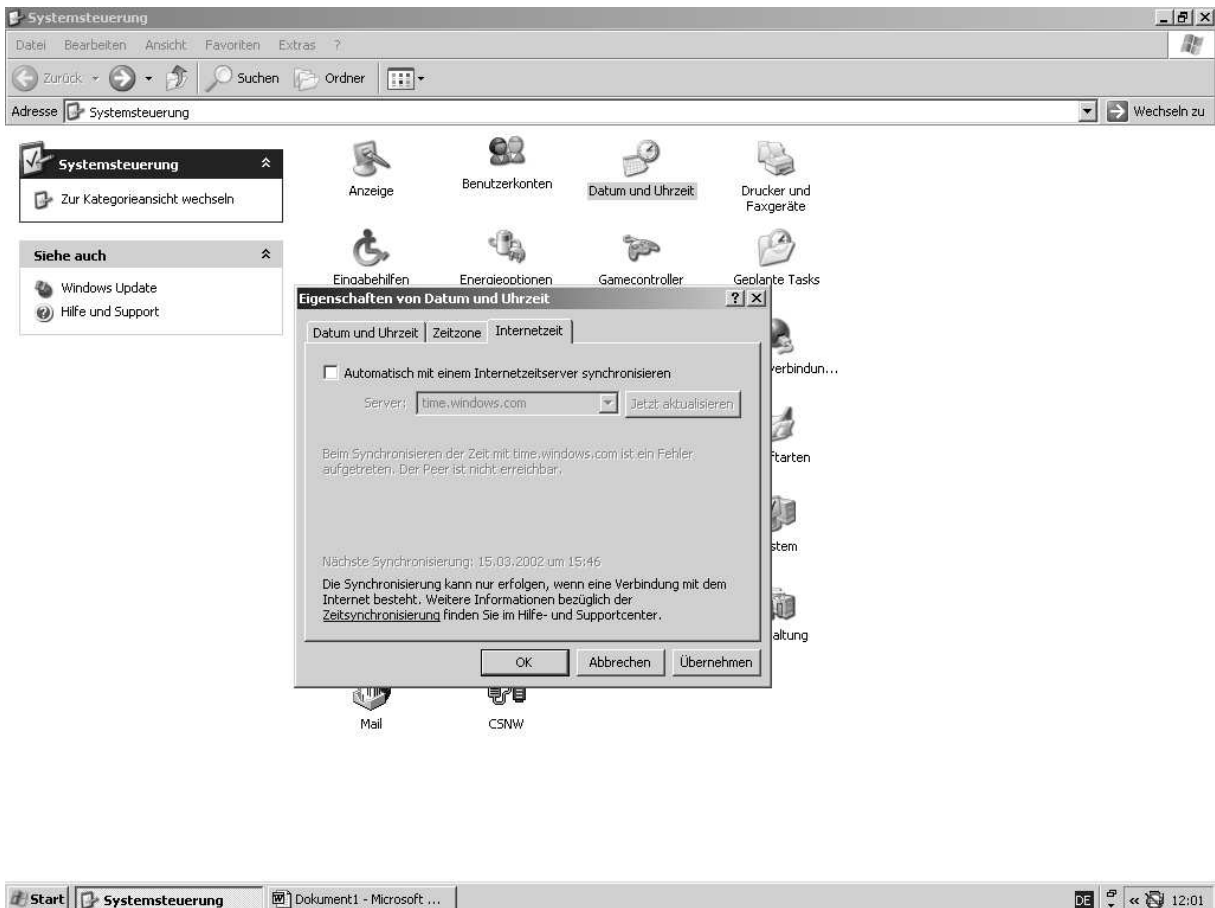 Systemsteuerung
Datei Bearbeiten Ansicht Favoriten Extras ?
Zurück Suchen Ordner
Adresse Systemsteuerung Wechseln zu
Systemsteuerung
Zur Kategorieansicht wechseln
Siehe auch
Windows Update
Hilfe und Support
Anzeige
Benutzerkonten
Datum und Uhrzeit
Drucker und
Faxgeräte
Eingabehilfen
Energieoptionen
Gamecontroller
Geplante Tasks
verbindun...
ftarten
stem
altung
Eigenschaften von Datum und Uhrzeit
Datum und Uhrzeit Zeitzone Internetzeit
Automatisch mit einem Internetzeitserver synchronisieren
Server: time.windows.com Jetzt aktualisieren
Beim Synchronisieren der Zeit mit time.windows.com ist ein Fehler
aufgetreten. Der Peer ist nicht erreichbar.
Nächste Synchronisierung: 15.03.2002 um 15:46
Die Synchronisierung kann nur erfolgen, wenn eine Verbindung mit dem
Internet besteht. Weitere Informationen bezüglich der
Zeitsynchronisierung finden Sie im Hilfe- und Supportcenter.
OK Abbrechen Übernehmen
Mail
CSNW
Start Systemsteuerung Dokument1 - Microsoft ... DE « 12:01